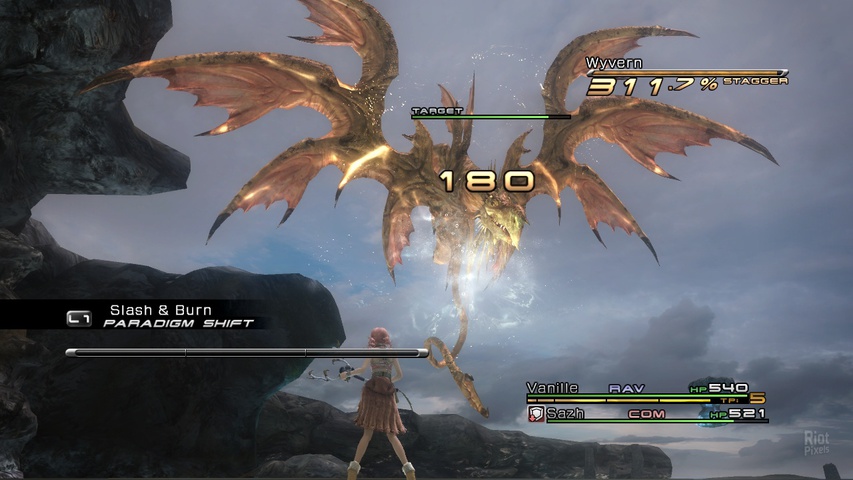 Wyvern
311.7% STAGGER
TARGET
180
L1 Slash & Burn
PARADIGM SHIFT
Vanille RAV HP 540
TP: 5
Sazh COM HP 521
Riot
Pixels